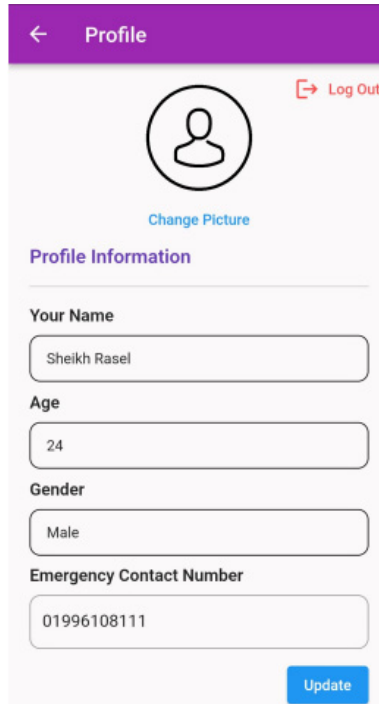 Profile
Log Out
Change Picture
Profile Information
Your Name
Sheikh Rasel
Age
24
Gender
Male
Emergency Contact Number
01996108111
Update